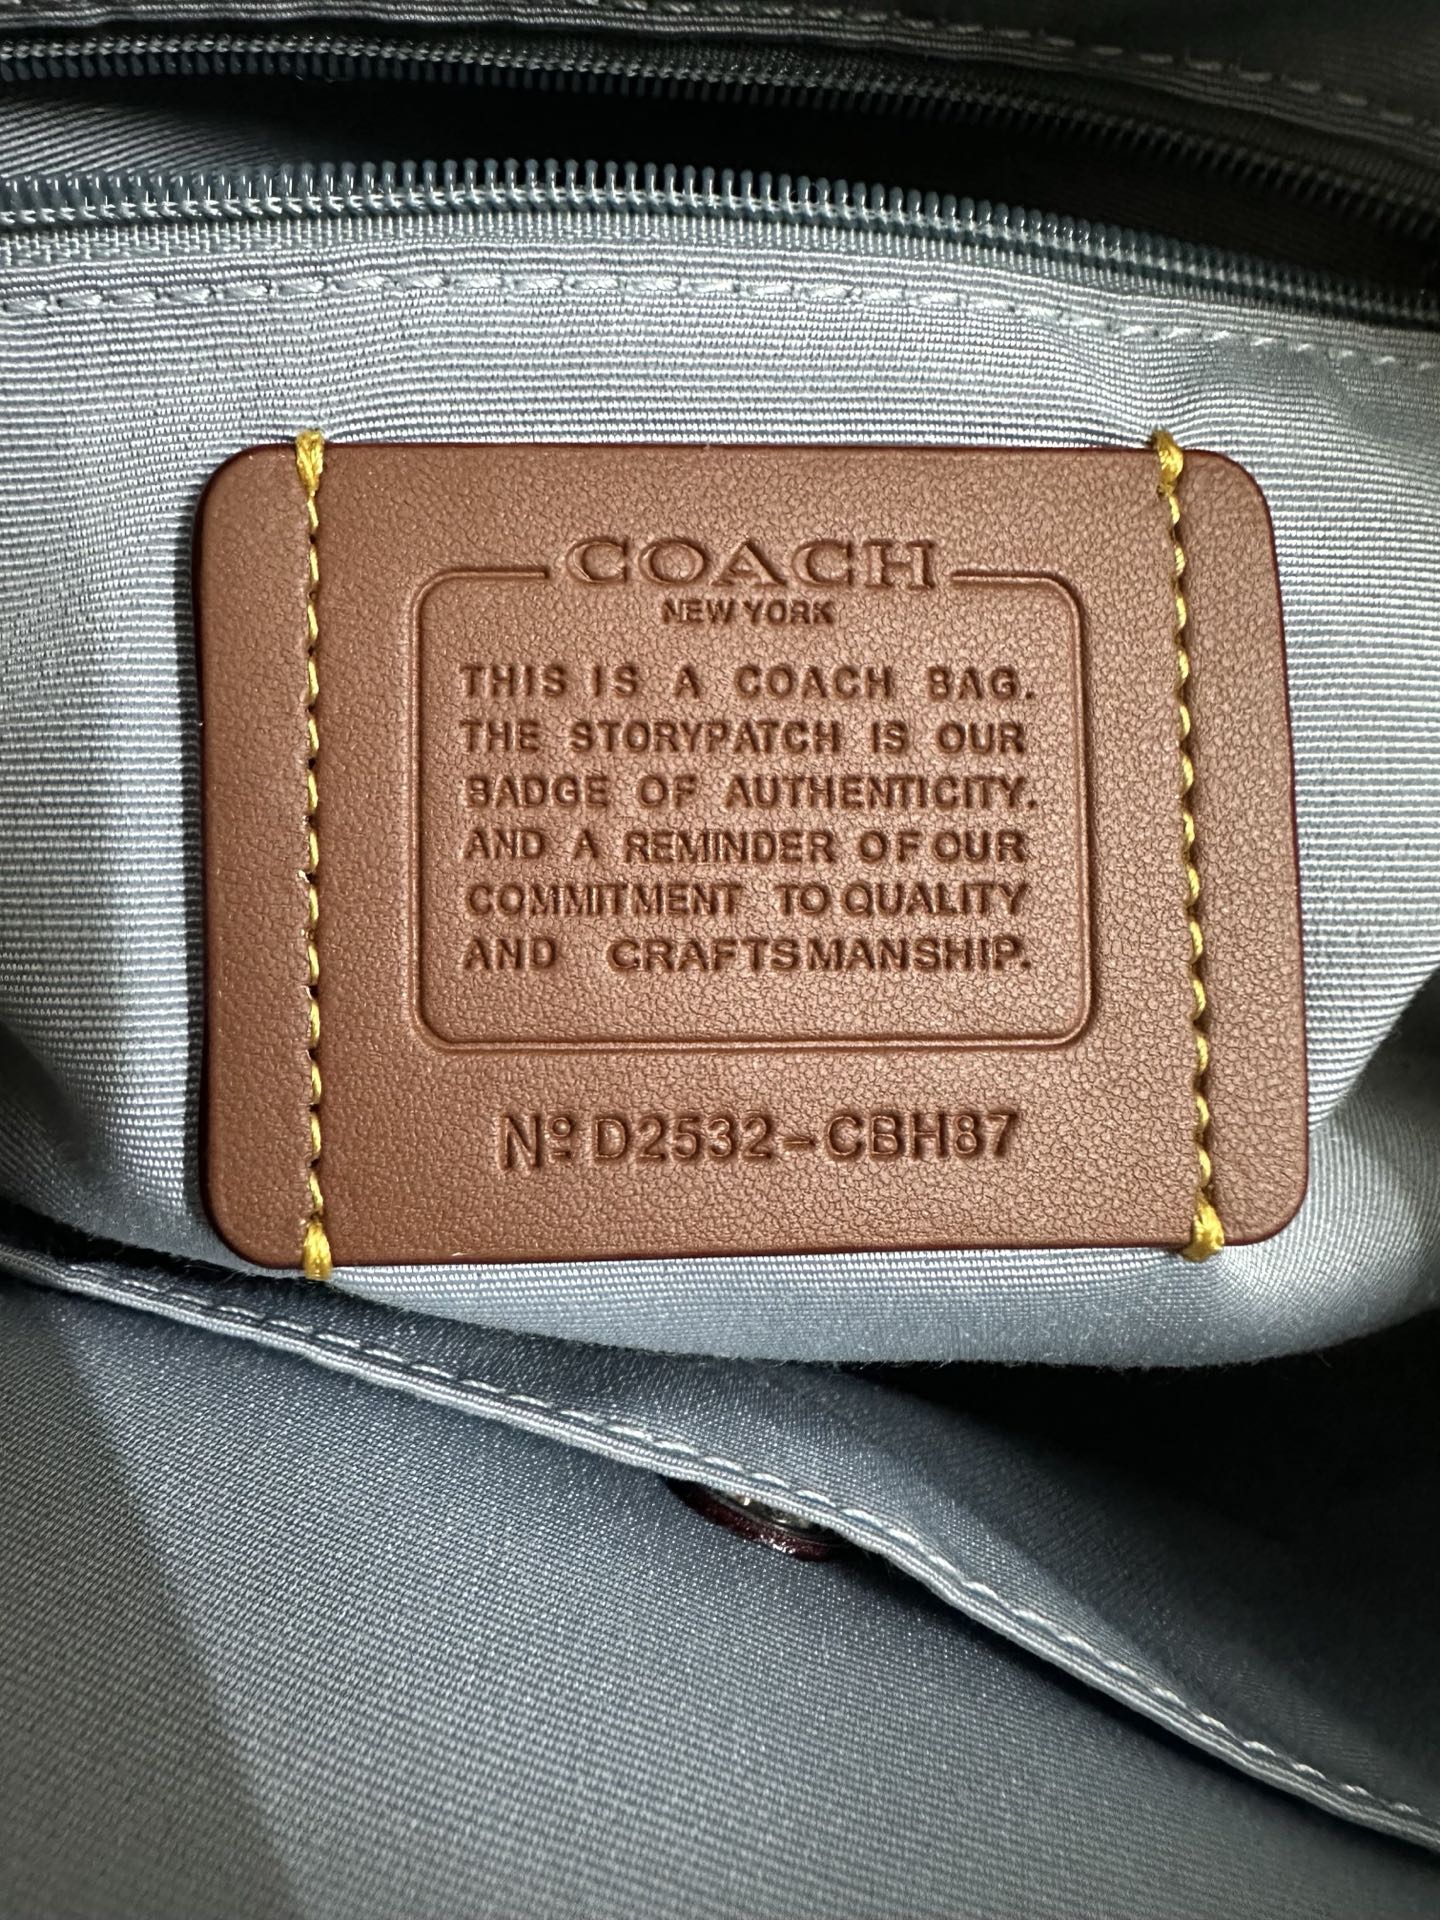 COACH
NEW YORK
THIS IS A COACH BAG.
THE STORYPATCH IS OUR
BADGE OF AUTHENTICITY.
AND A REMINDER OF OUR
COMMITMENT TO QUALITY
AND CRAFTSMANSHIP.
Nº D2532-CBH87